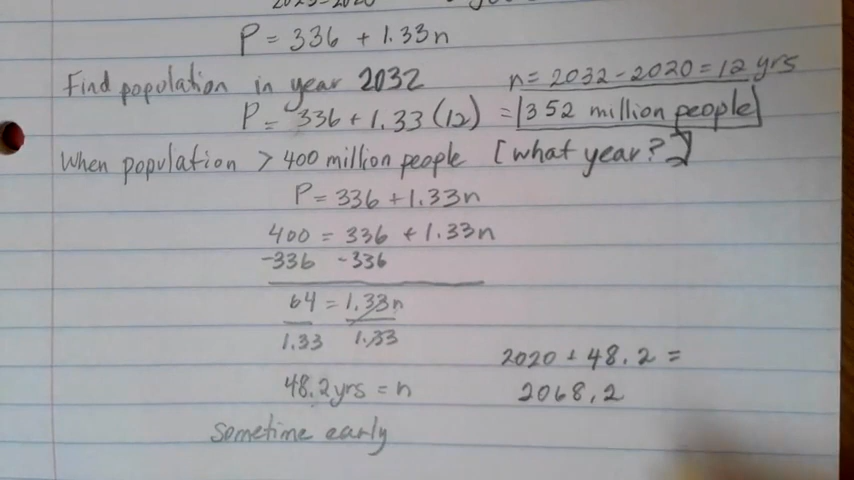 P = 336 + 1.33n
Find population in year 2032 n = 2032 - 2020 = 12 yrs
P = 336 + 1.33 (12) = 352 million people
When population > 400 million people [what year?]
P = 336 + 1.33n
400 = 336 + 1.33n
-336 -336
64 = 1.33n
1.33 1.33
2020 + 48.2 =
48.2 yrs = n 2068.2
Sometime early